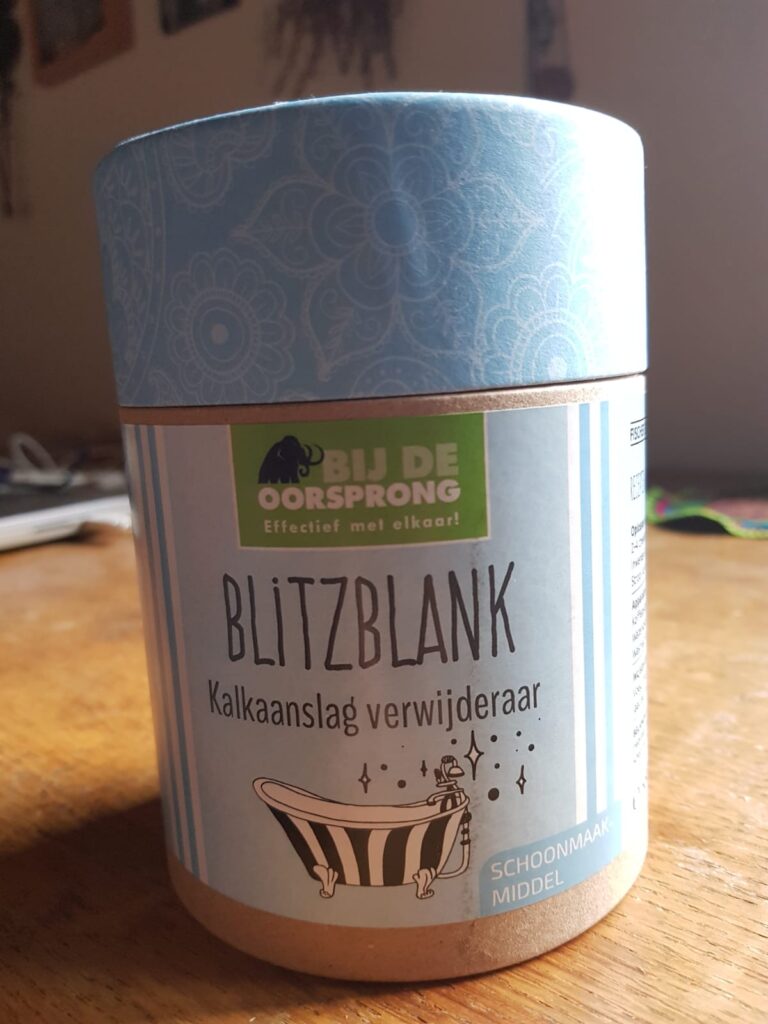 BIJ DE
OORSPRONG
Effectief met elkaar!
BLiTZBLANK
Kalkaanslag verwijderaar
SCHOONMAAK-
MIDDEL